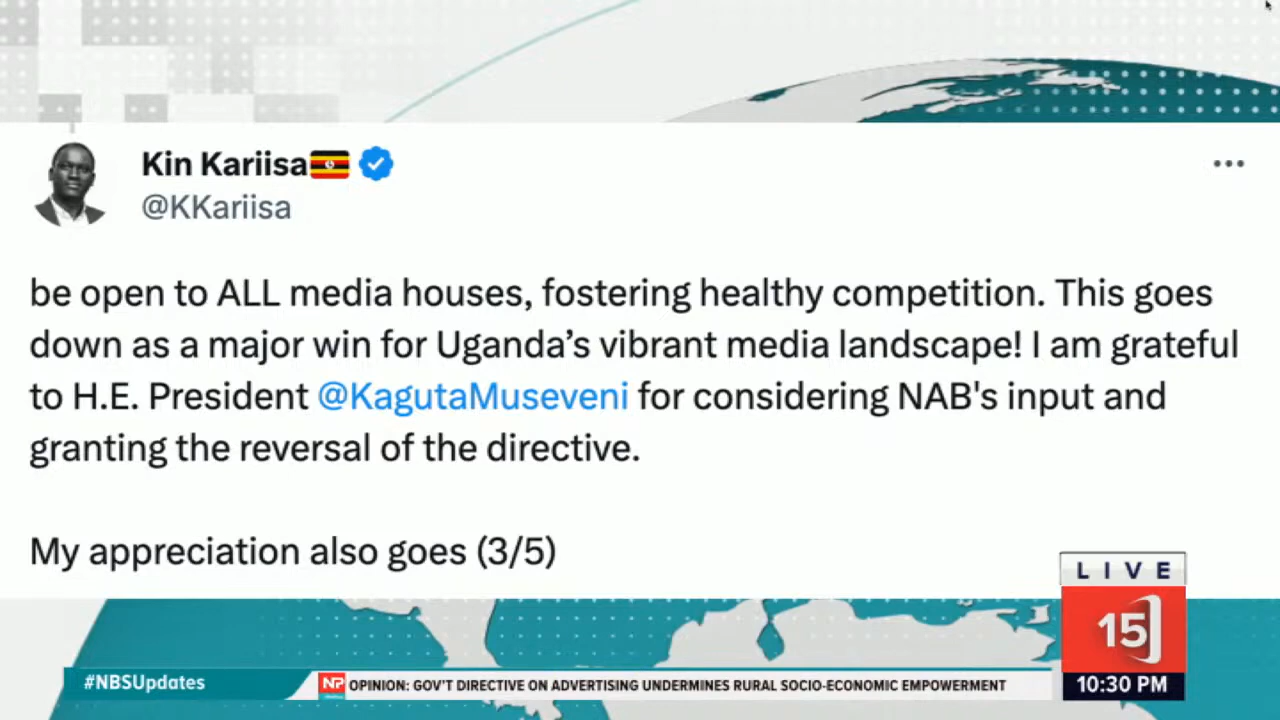 Kin Kariisa
@KKariisa
be open to ALL media houses, fostering healthy competition. This goes
down as a major win for Uganda’s vibrant media landscape! I am grateful
to H.E. President @KagutaMuseveni for considering NAB's input and
granting the reversal of the directive.
My appreciation also goes (3/5)
LIVE
15
10:30 PM
#NBSUpdates
NP OPINION: GOV'T DIRECTIVE ON ADVERTISING UNDERMINES RURAL SOCIO-ECONOMIC EMPOWERMENT